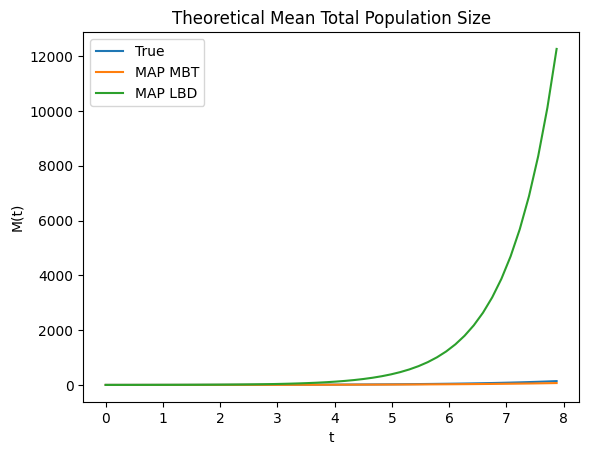 Theoretical Mean Total Population Size
True
MAP MBT
MAP LBD
M(t)
12000
10000
8000
6000
4000
2000
0
0 1 2 3 4 5 6 7 8
t